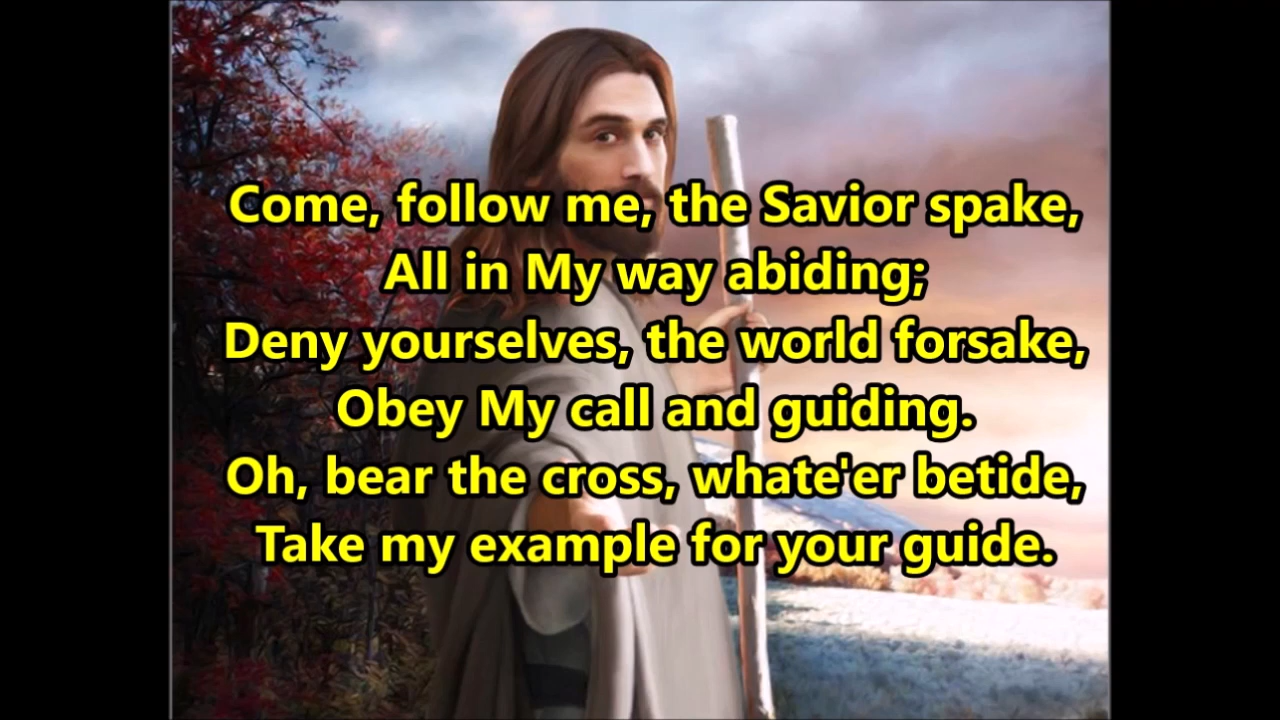 Come, follow me, the Savior spake,
All in My way abiding;
Deny yourselves, the world forsake,
Obey My call and guiding.
Oh, bear the cross, whate'er betide,
Take my example for your guide.